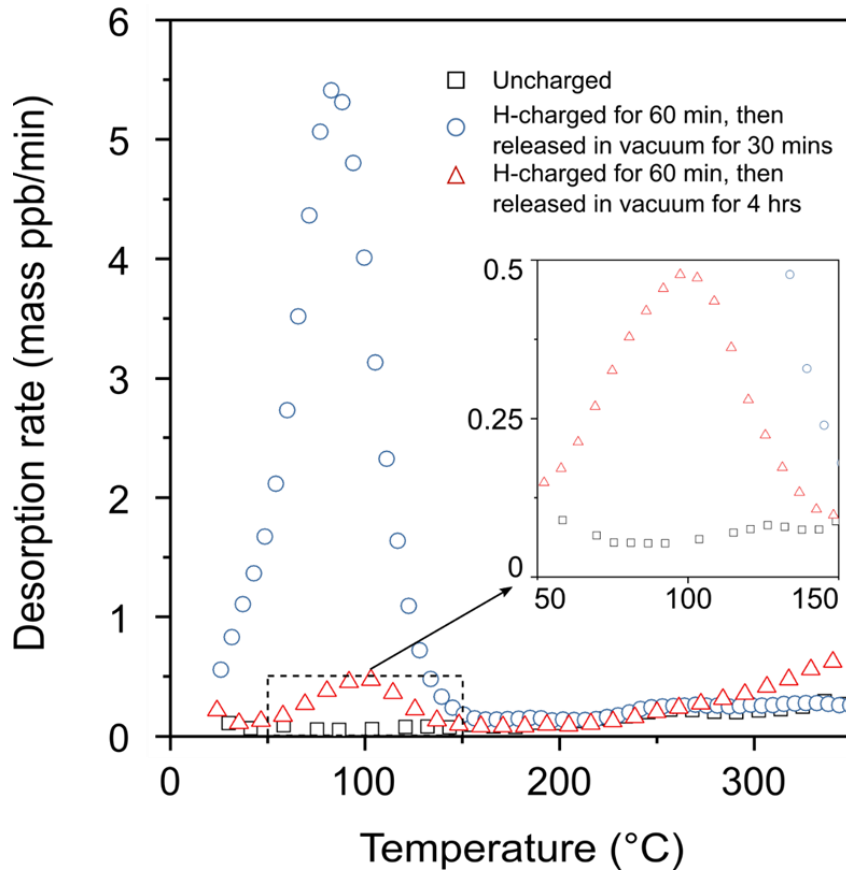 6
5
4
3
2
1
0
Desorption rate (mass ppb/min)
Uncharged
H-charged for 60 min, then
released in vacuum for 30 mins
H-charged for 60 min, then
released in vacuum for 4 hrs
0.5
0.25
0
50 100 150
0 100 200 300
Temperature (°C)